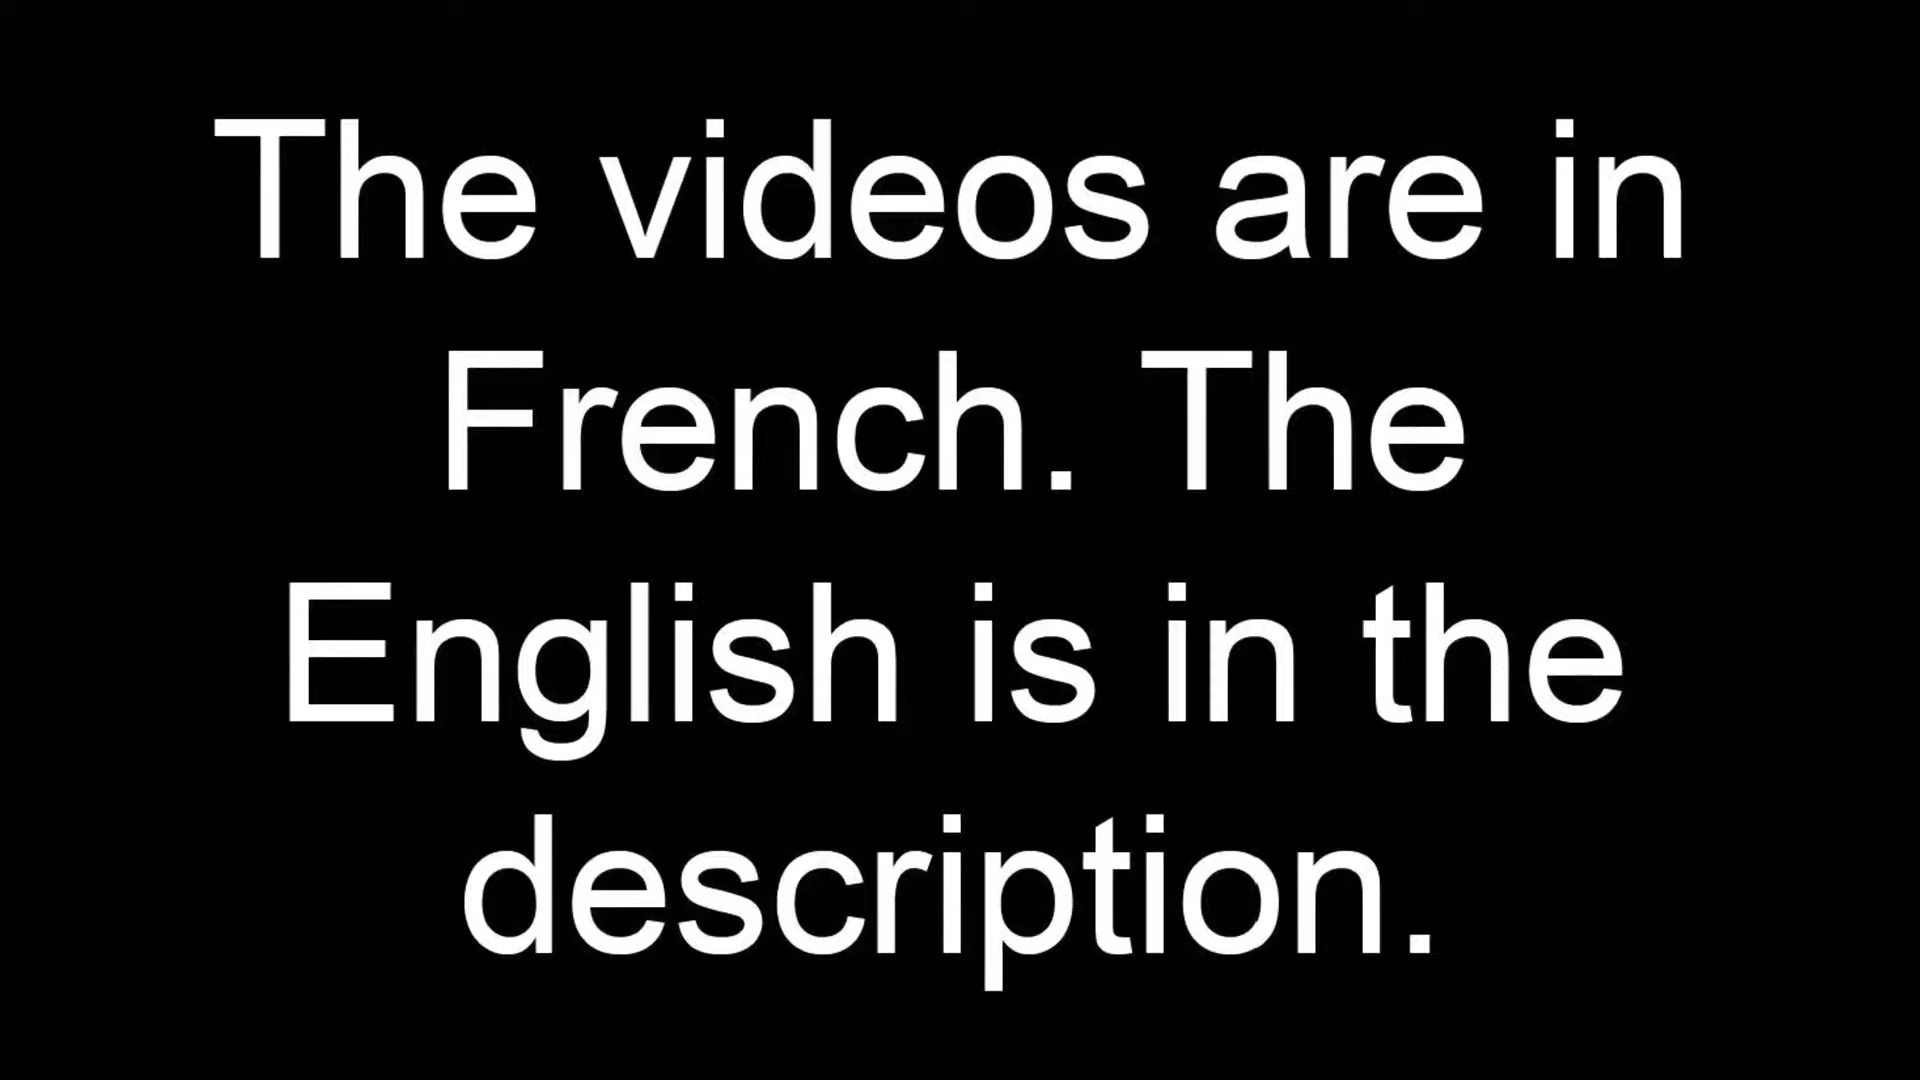 The videos are in
French. The
English is in the
description.